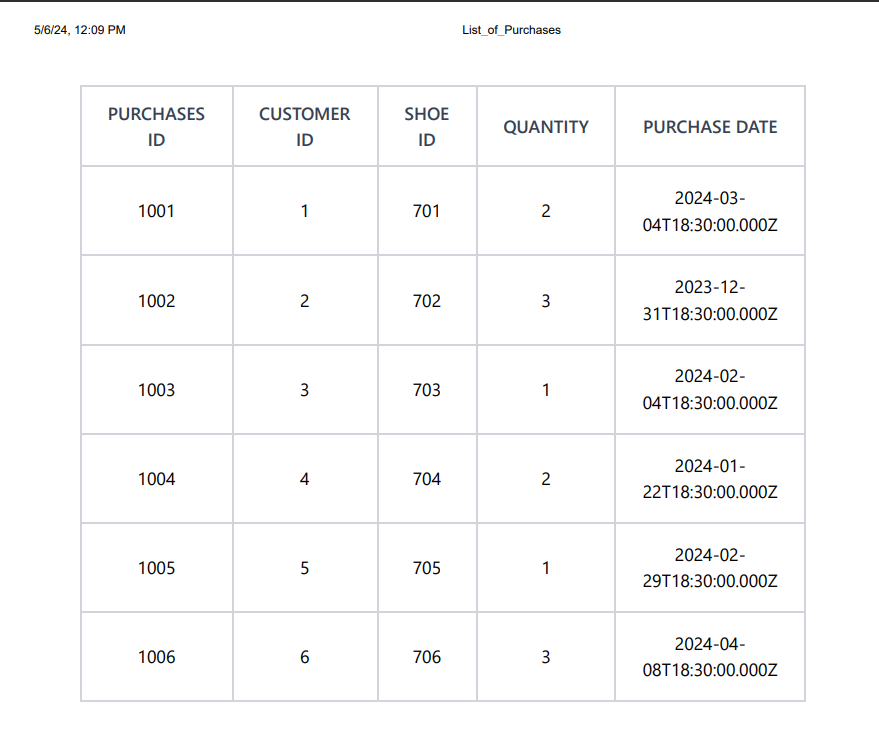 5/6/24, 12:09 PM List_of_Purchases
PURCHASES ID CUSTOMER ID SHOE ID QUANTITY PURCHASE DATE
1001 1 701 2 2024-03-04T18:30:00.000Z
1002 2 702 3 2023-12-31T18:30:00.000Z
1003 3 703 1 2024-02-04T18:30:00.000Z
1004 4 704 2 2024-01-22T18:30:00.000Z
1005 5 705 1 2024-02-29T18:30:00.000Z
1006 6 706 3 2024-04-08T18:30:00.000Z